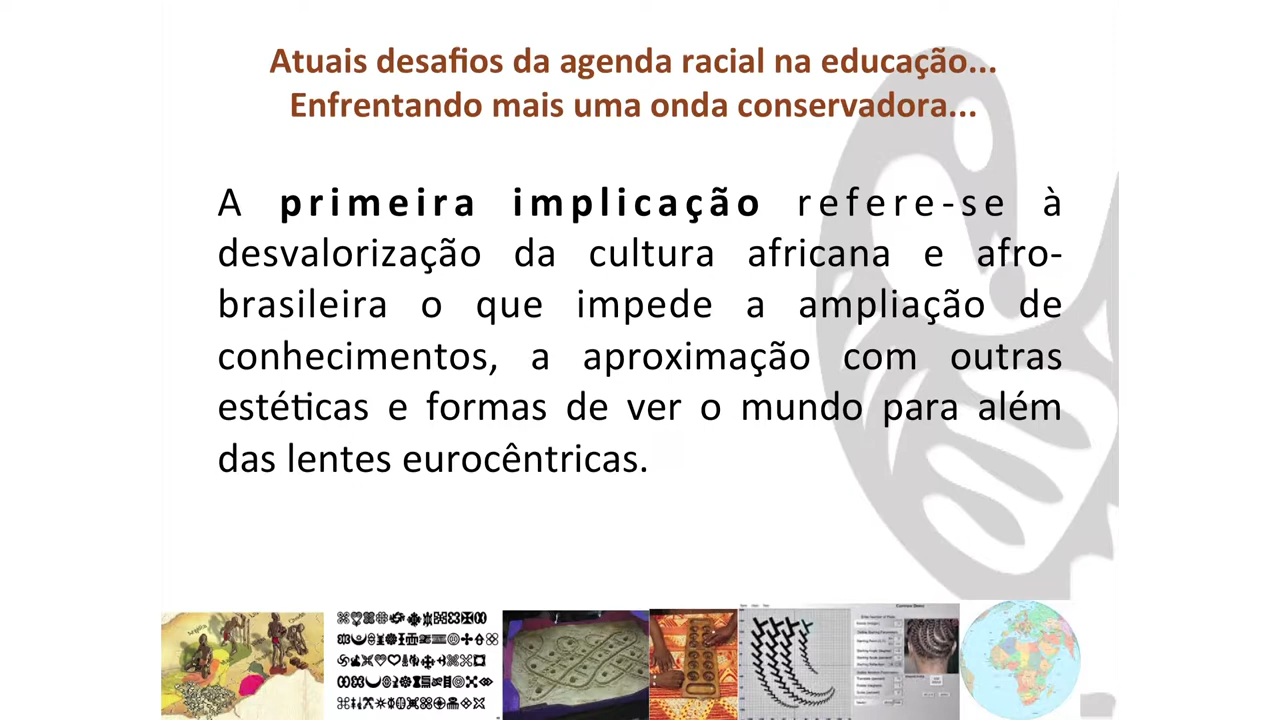 Atuais desafios da agenda racial na educação...
Enfrentando mais uma onda conservadora...
A primeira implicação refere-se à
desvalorização da cultura africana e afro-
brasileira o que impede a ampliação de
conhecimentos, a aproximação com outras
estéticas e formas de ver o mundo para além
das lentes eurocêntricas.